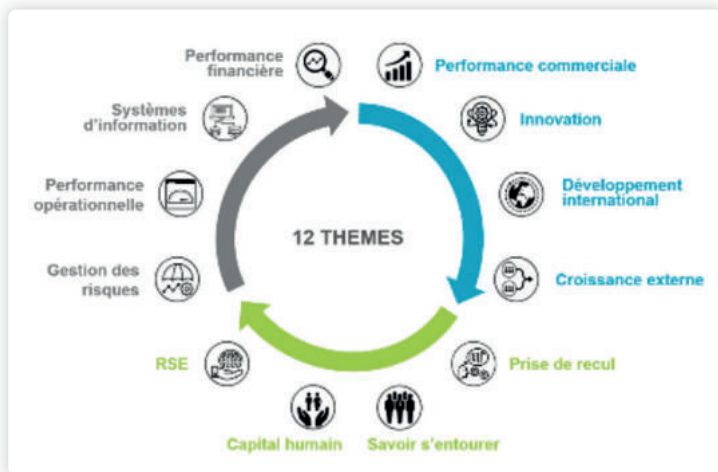 Performance
financière
Performance commerciale
Systèmes
d'information
Innovation
Performance
opérationnelle
Développement
international
12 THEMES
Gestion des
risques
Croissance externe
RSE
Prise de recul
Capital humain
Savoir s'entourer